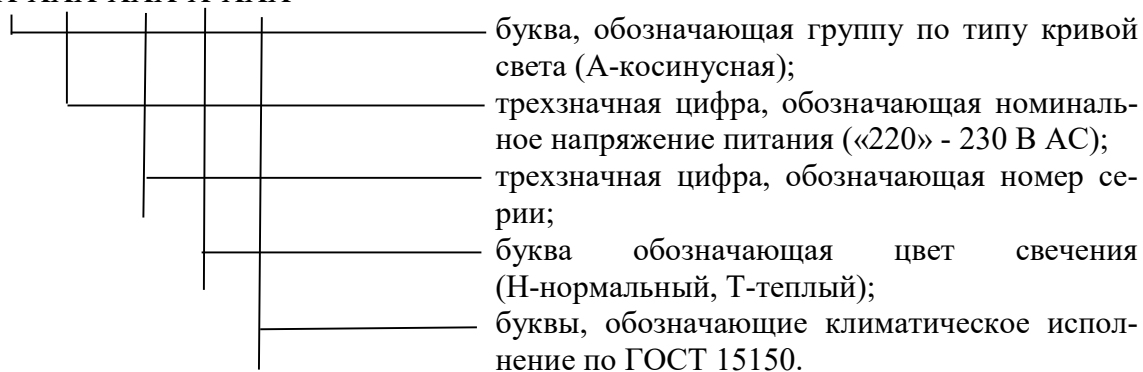 буква, обозначающая группу по типу кривой
света (А-косинусная);
трехзначная цифра, обозначающая номиналь-
ное напряжение питания («220» - 230 В АС);
трехзначная цифра, обозначающая номер се-
рии;
буква обозначающая цвет свечения
(Н-нормальный, Т-теплый);
буквы, обозначающие климатическое испол-
нение по ГОСТ 15150.